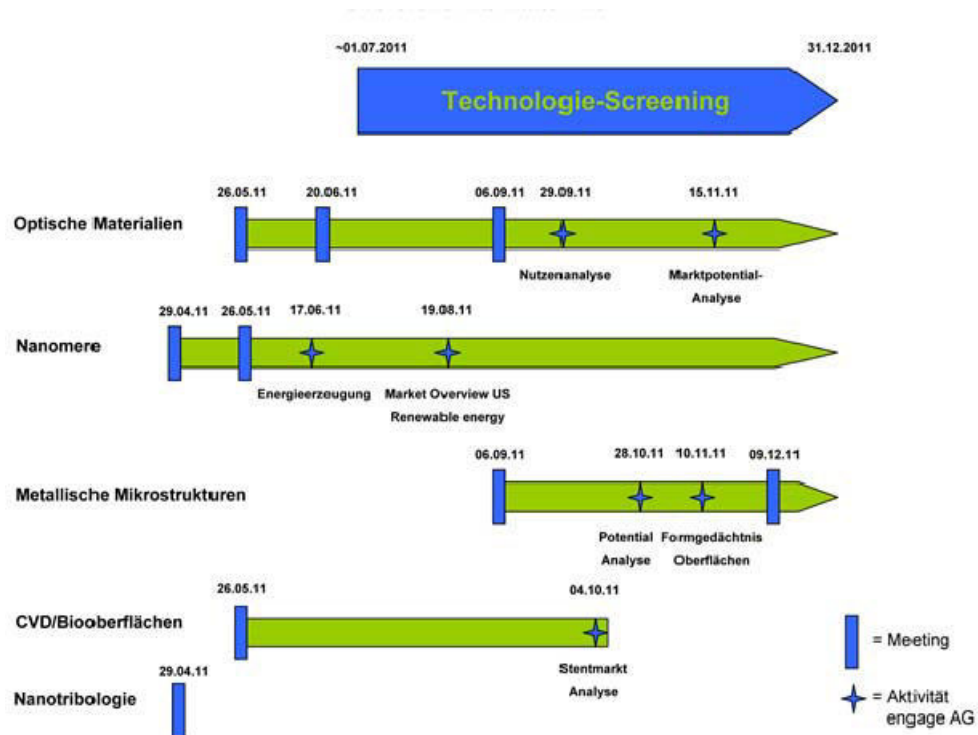 ~01.07.2011 31.12.2011
Technologie-Screening
26.05.11 20.06.11 06.09.11 29.09.11 15.11.11
Optische Materialien
Nutzenanalyse Marktpotential-
Analyse
29.04.11 26.05.11 17.06.11 19.08.11
Nanomere
Energieerzeugung Market Overview US
Renewable energy
06.09.11 28.10.11 10.11.11 09.12.11
Metallische Mikrostrukturen
Potential Formgedächtnis
Analyse Oberflächen
26.05.11 04.10.11
CVD/Biooberflächen
= Meeting
Stentmarkt
Analyse
29.04.11
Nanotribologie
= Aktivität
engage AG